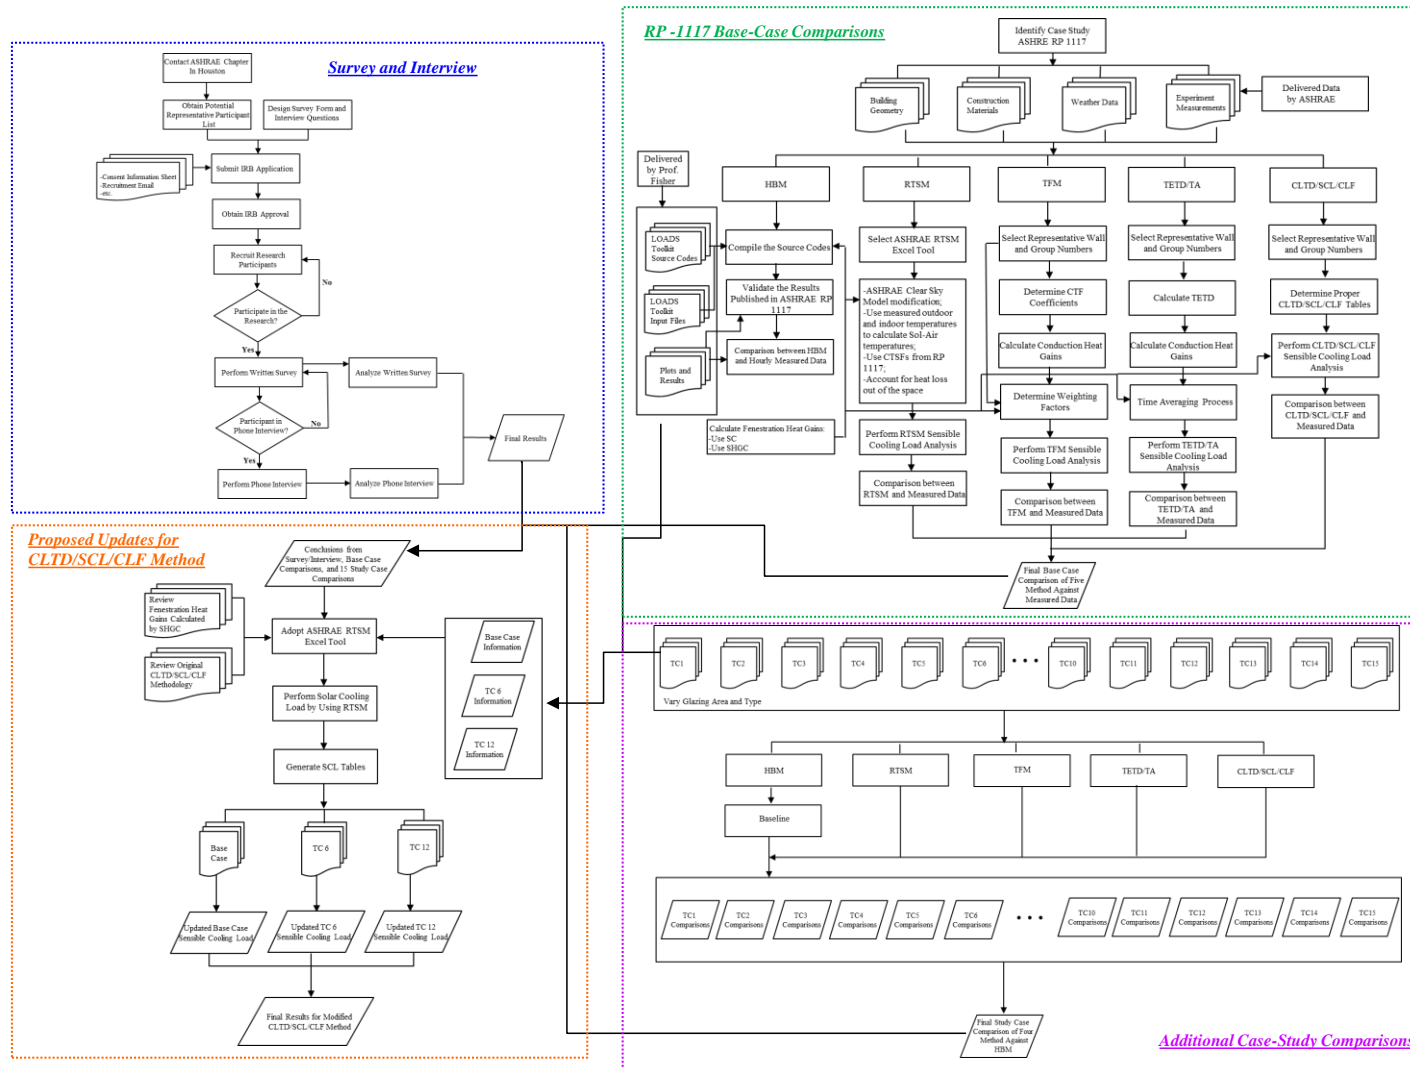 Survey and Interview
Contact ASHRAE Chapter
In Houston
Obtain Potential
Representative Participant
List
Design Survey Form and
Interview Questions
-Consent Information Sheet
-Recruitment Email
-etc.
Submit IRB Application
Obtain IRB Approval
Recruit Research
Participants
No
Participate in the
Research?
Yes
Perform Written Survey
Analyze Written Survey
Participant in
Phone Interview?
No
Yes
Perform Phone Interview
Analyze Phone Interview
Final Results
RP -1117 Base-Case Comparisons
Identify Case Study
ASHRE RP 1117
Building
Geometry
Construction
Materials
Weather Data
Experiment
Measurements
Delivered Data
by ASHRAE
Delivered
by Prof.
Fisher
HBM
RTSM
TFM
TETD/TA
CLTD/SCL/CLF
LOADS
Toolkit
Source Codes
LOADS
Toolkit
Input Files
Plots and
Results
Compile the Source Codes
Validate the Results
Published in ASHRAE RP
1117
Comparison between HBM
and Hourly Measured Data
Calculate Fenestration Heat Gains:
-Use SC
-Use SHGC
Select ASHRAE RTSM
Excel Tool
-ASHRAE Clear Sky
Model modification;
-Use measured outdoor
and indoor temperatures
to calculate Sol-Air
temperatures;
-Use CTSFs from RP
1117;
-Account for heat loss
out of the space
Perform RTSM Sensible
Cooling Load Analysis
Comparison between
RTSM and Measured Data
Select Representative Wall
and Group Numbers
Determine CTF
Coefficients
Calculate Conduction Heat
Gains
Determine Weighting
Factors
Perform TFM Sensible
Cooling Load Analysis
Comparison between
TFM and Measured Data
Select Representative Wall
and Group Numbers
Calculate TETD
Calculate Conduction Heat
Gains
Time Averaging Process
Perform TETD/TA
Sensible Cooling Load
Analysis
Comparison between
TETD/TA and
Measured Data
Select Representative Wall
and Group Numbers
Determine Proper
CLTD/SCL/CLF Tables
Perform CLTD/SCL/CLF
Sensible Cooling Load
Analysis
Comparison between
CLTD/SCL/CLF and
Measured Data
Final Base Case
Comparison of Five
Method Against
Measured Data
Proposed Updates for
CLTD/SCL/CLF Method
Conclusions from
Survey/Interview, Base Case
Comparisons, and 15 Study Case
Comparisons
Review
Fenestration Heat
Gains Calculated
by SHGC
Review Original
CLTD/SCL/CLF
Methodology
Adopt ASHRAE RTSM
Excel Tool
Base Case
Information
TC 6
Information
TC 12
Information
Perform Solar Cooling
Load by Using RTSM
Generate SCL Tables
Base
Case
TC 6
TC 12
Updated Base Case
Sensible Cooling Load
Updated TC 6
Sensible Cooling Load
Updated TC 12
Sensible Cooling Load
Final Results for Modified
CLTD/SCL/CLF Method
TC1
TC2
TC3
TC4
TC5
TC6
• • •
TC10
TC11
TC12
TC13
TC14
TC15
Vary Glazing Area and Type
HBM
RTSM
TFM
TETD/TA
CLTD/SCL/CLF
Baseline
TC1
Comparisons
TC2
Comparisons
TC3
Comparisons
TC4
Comparisons
TC5
Comparisons
TC6
Comparisons
• • •
TC10
Comparisons
TC11
Comparisons
TC12
Comparisons
TC13
Comparisons
TC14
Comparisons
TC15
Comparisons
Final Study Case
Comparison of Four
Method Against
HBM
Additional Case-Study Comparisons